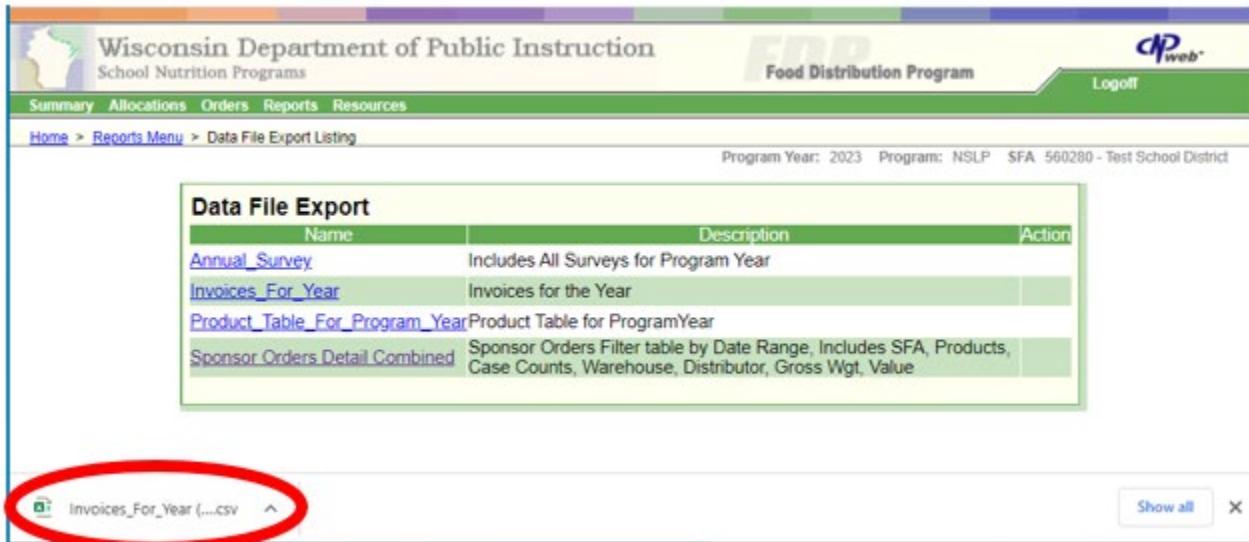 Wisconsin Department of Public Instruction
School Nutrition Programs
FDP
Food Distribution Program
CNPweb
Logoff
Summary Allocations Orders Reports Resources
Home > Reports Menu > Data File Export Listing
Program Year: 2023 Program: NSLP SFA 560280 - Test School District
Data File Export
Name Description Action
Annual_Survey Includes All Surveys for Program Year
Invoices_For_Year Invoices for the Year
Product_Table_For_Program_Year Product Table for ProgramYear
Sponsor Orders Detail Combined Sponsor Orders Filter table by Date Range, Includes SFA, Products,
Case Counts, Warehouse, Distributor, Gross Wgt, Value
Invoices_For_Year (....csv
Show all